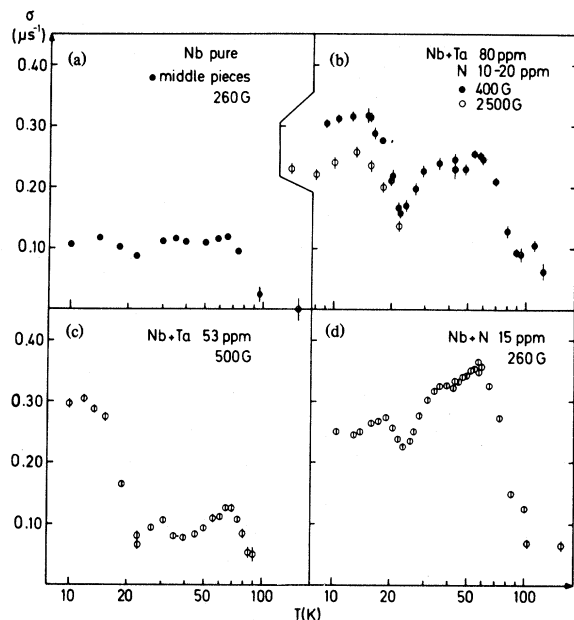 σ
(μs⁻¹)
(a)
Nb pure
• middle pieces
260G
0.40
0.30
0.20
0.10
(b)
Nb+Ta 80 ppm
N 10-20 ppm
• 400G
○ 2500G
(c)
Nb+Ta 53 ppm
500G
0.40
0.30
0.20
0.10
(d)
Nb+N 15 ppm
260G
10 20 50 100
10 20 50 100
T(K)